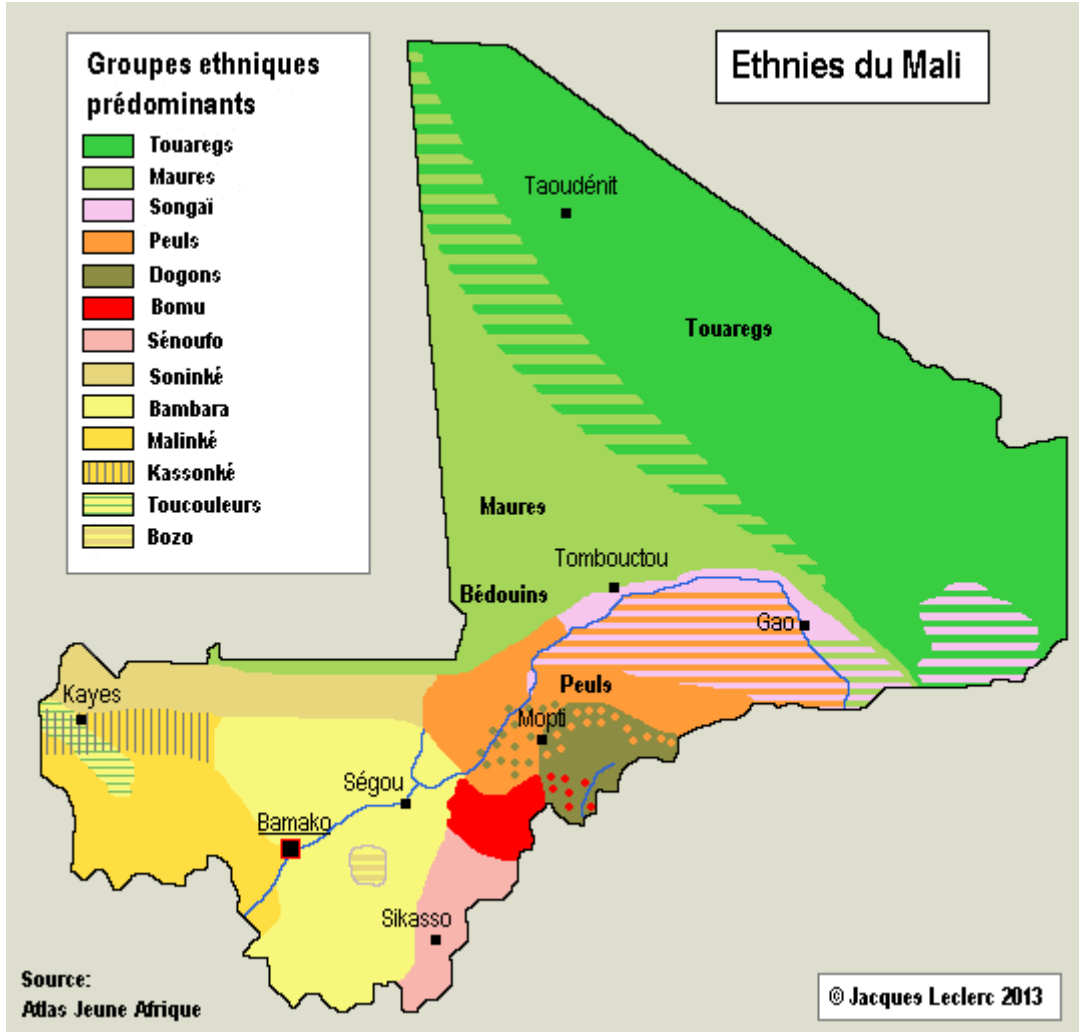 Ethnies du Mali
Groupes ethniques
prédominants
Touaregs
Maures
Songaï
Peuls
Dogons
Bomu
Sénoufo
Soninké
Bambara
Malinké
Kassonké
Toucouleurs
Bozo
Taoudénit
Touaregs
Maures
Tombouctou
Bédouins
Gao
Peuls
Kayes
Mopti
Ségou
Bamako
Sikasso
Source:
Atlas Jeune Afrique
© Jacques Leclerc 2013